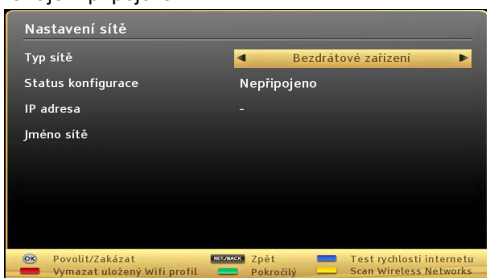 Nastavení sítě
Typ sítě Bezdrátové zařízení
Status konfigurace Nepřipojeno
IP adresa -
Jméno sítě
OK Povolit/Zakázat RET./BACK Zpět Test rychlosti internetu
Vymazat uložený Wifi profil Pokročilý Scan Wireless Networks